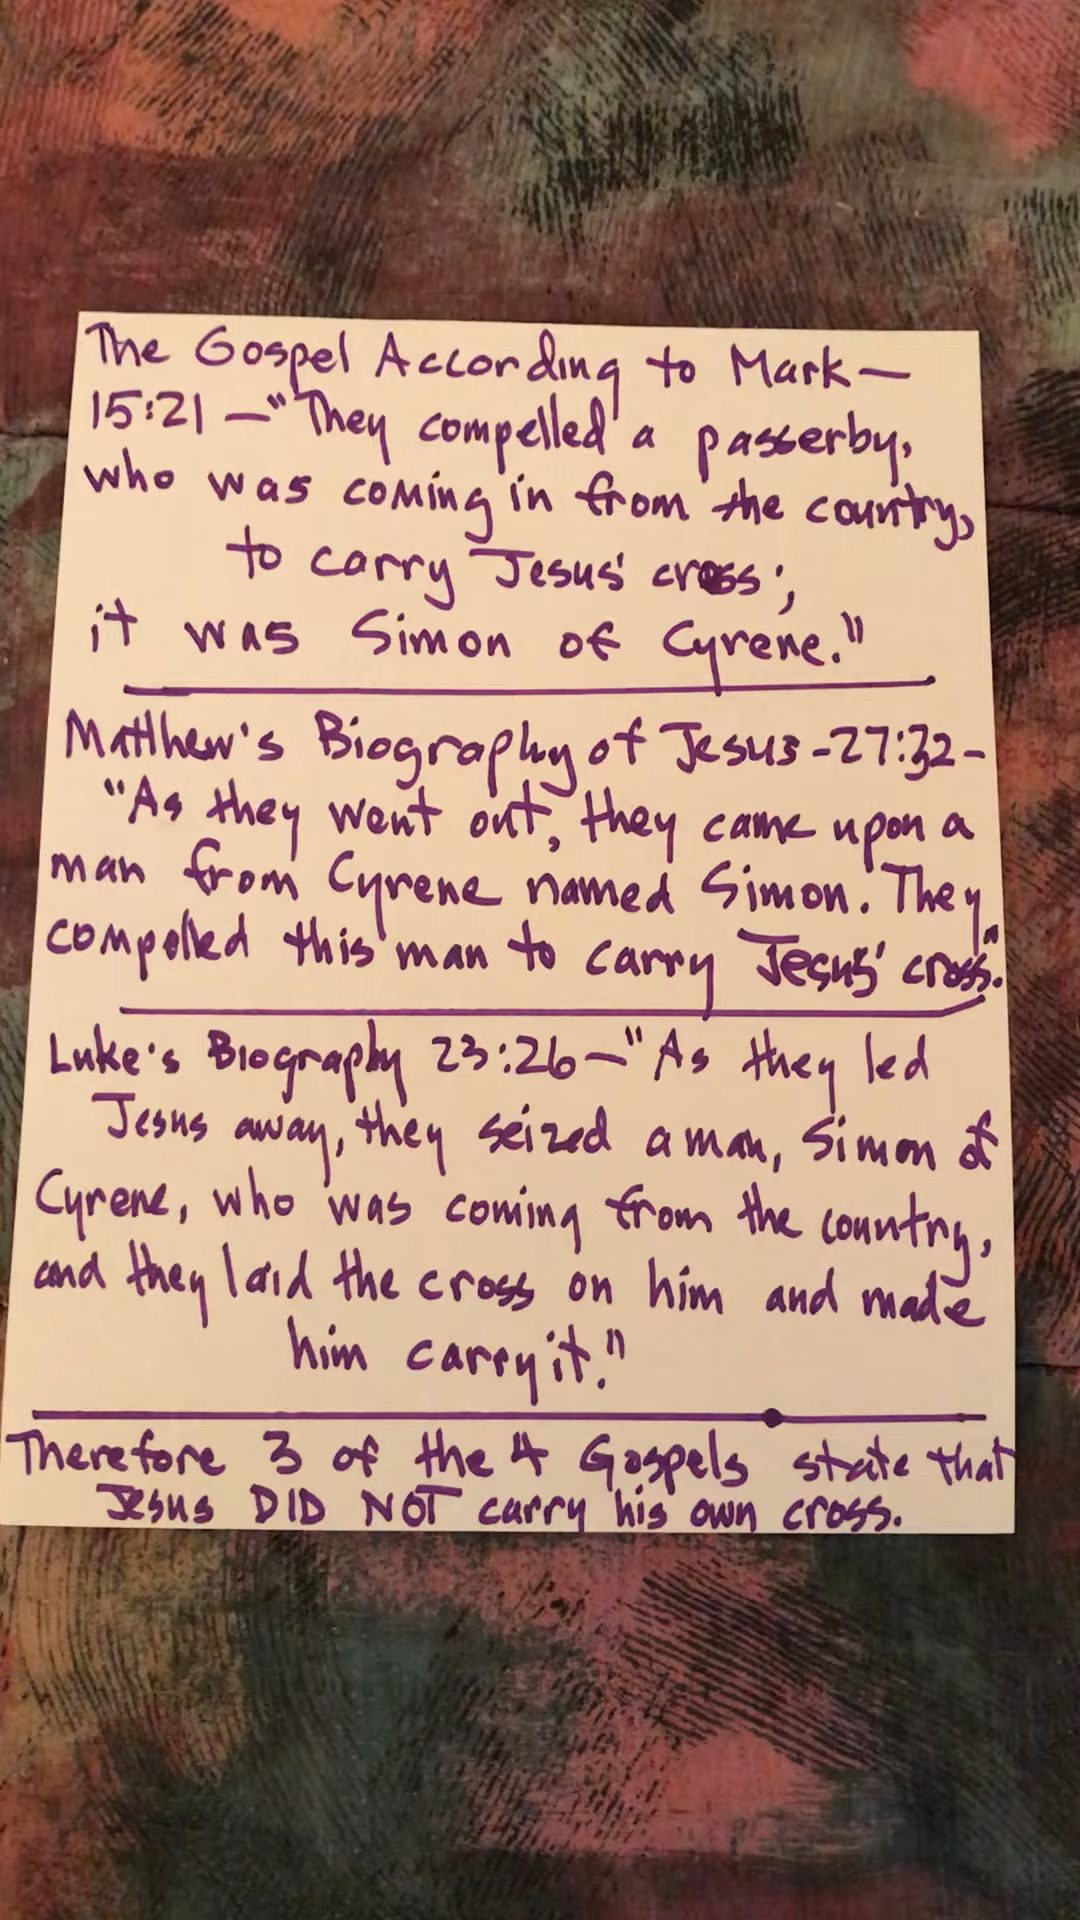 The Gospel According to Mark—
15:21 —"They compelled a passerby,
who was coming in from the country,
to carry Jesus' cross;
it was Simon of Cyrene."
Matthew's Biography of Jesus -27:32-
"As they went out, they came upon a
man from Cyrene named Simon. They
compelled this man to carry Jesus' cross."
Luke's Biography 23:26—"As they led
Jesus away, they seized a man, Simon of
Cyrene, who was coming from the country,
and they laid the cross on him and made
him carry it."
Therefore 3 of the 4 Gospels state that
Jesus DID NOT carry his own cross.